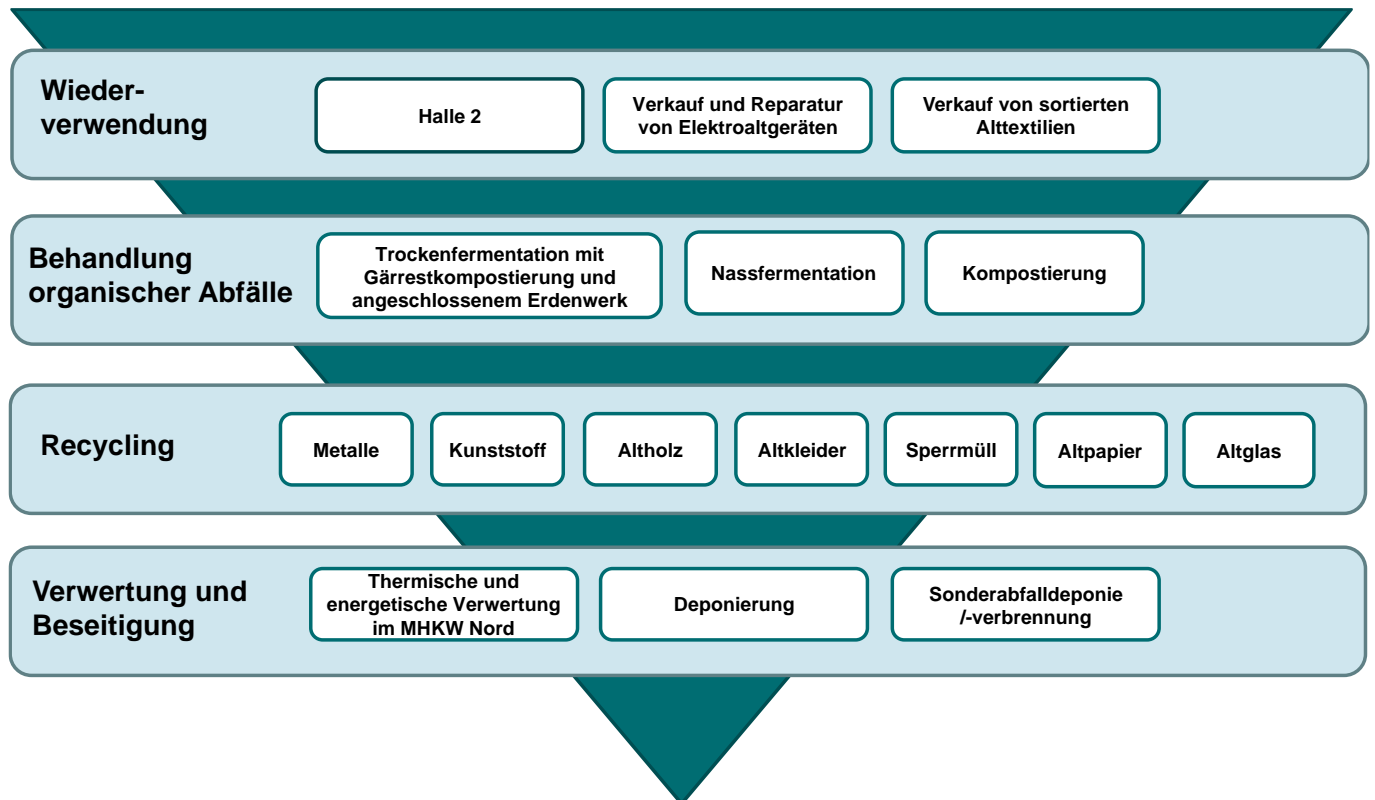 Wieder-
verwendung
Halle 2
Verkauf und Reparatur
von Elektroaltgeräten
Verkauf von sortierten
Alttextilien
Behandlung
organischer Abfälle
Trockenfermentation mit
Gärrestkompostierung und
angeschlossenem Erdenwerk
Nassfermentation
Kompostierung
Recycling
Metalle
Kunststoff
Altholz
Altkleider
Sperrmüll
Altpapier
Altglas
Verwertung und
Beseitigung
Thermische und
energetische Verwertung
im MHKW Nord
Deponierung
Sonderabfalldeponie
/-verbrennung